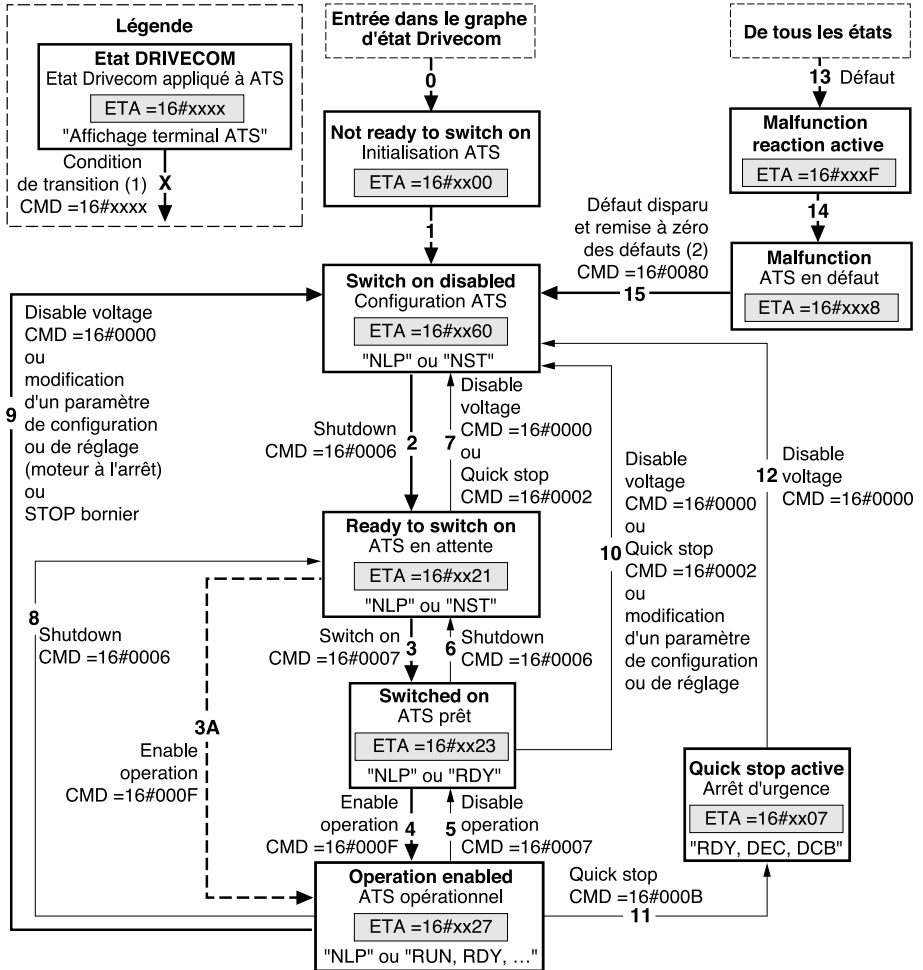 Légende
Etat DRIVECOM
Etat Drivecom appliqué à ATS
ETA =16#xxxx
"Affichage terminal ATS"
Condition
de transition (1)
X
CMD =16#xxxx
Entrée dans le graphe
d'état Drivecom
0
Not ready to switch on
Initialisation ATS
ETA =16#xx00
1
De tous les états
13 Défaut
Malfunction
reaction active
ETA =16#xxxF
14
Malfunction
ATS en défaut
ETA =16#xxx8
Défaut disparu
et remise à zéro
des défauts (2)
CMD =16#0080
15
Switch on disabled
Configuration ATS
ETA =16#xx60
"NLP" ou "NST"
Disable voltage
CMD =16#0000
ou
modification
d'un paramètre
de configuration
ou de réglage
(moteur à l'arrêt)
ou
STOP bornier
9
Shutdown
CMD =16#0006
2
7
Disable
voltage
CMD =16#0000
ou
Quick stop
CMD =16#0002
Ready to switch on
ATS en attente
ETA =16#xx21
"NLP" ou "NST"
8
Shutdown
CMD =16#0006
Switch on
CMD =16#0007
3
6
Shutdown
CMD =16#0006
10
Disable
voltage
CMD =16#0000
ou
Quick stop
CMD =16#0002
ou
modification
d'un paramètre
de configuration
ou de réglage
12
Disable
voltage
CMD =16#0000
Switched on
ATS prêt
ETA =16#xx23
"NLP" ou "RDY"
3A
Enable
operation
CMD =16#000F
Enable
operation
CMD =16#000F
4
5
Disable
operation
CMD =16#0007
Quick stop active
Arrêt d'urgence
ETA =16#xx07
"RDY, DEC, DCB"
Operation enabled
ATS opérationnel
ETA =16#xx27
"NLP" ou "RUN, RDY, …"
Quick stop
CMD =16#000B
11